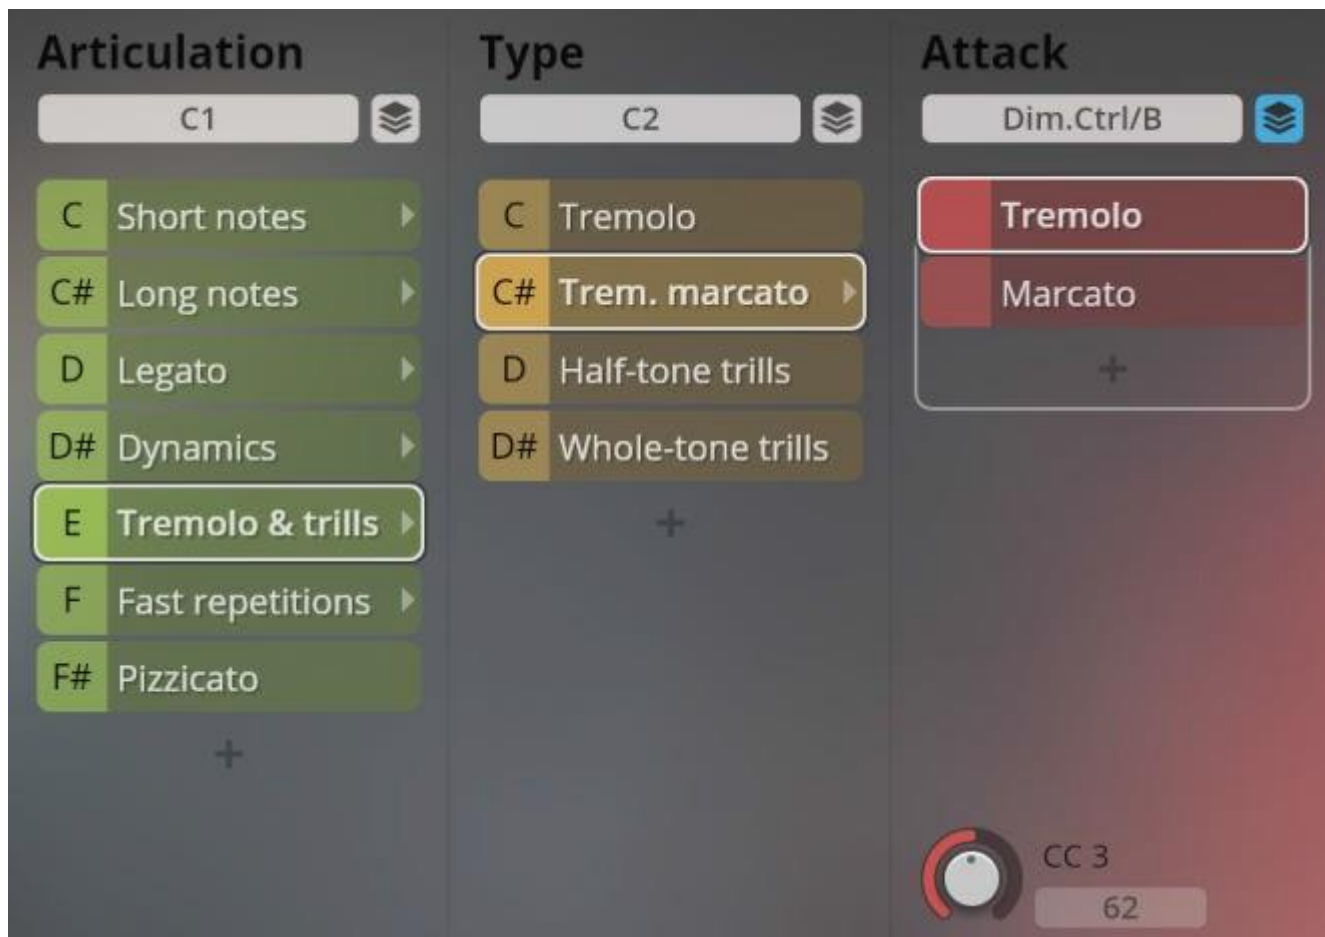 Articulation
C1
C Short notes
C# Long notes
D Legato
D# Dynamics
E Tremolo & trills
F Fast repetitions
F# Pizzicato
+
Type
C2
C Tremolo
C# Trem. marcato
D Half-tone trills
D# Whole-tone trills
+
Attack
Dim.Ctrl/B
Tremolo
Marcato
+
CC 3
62